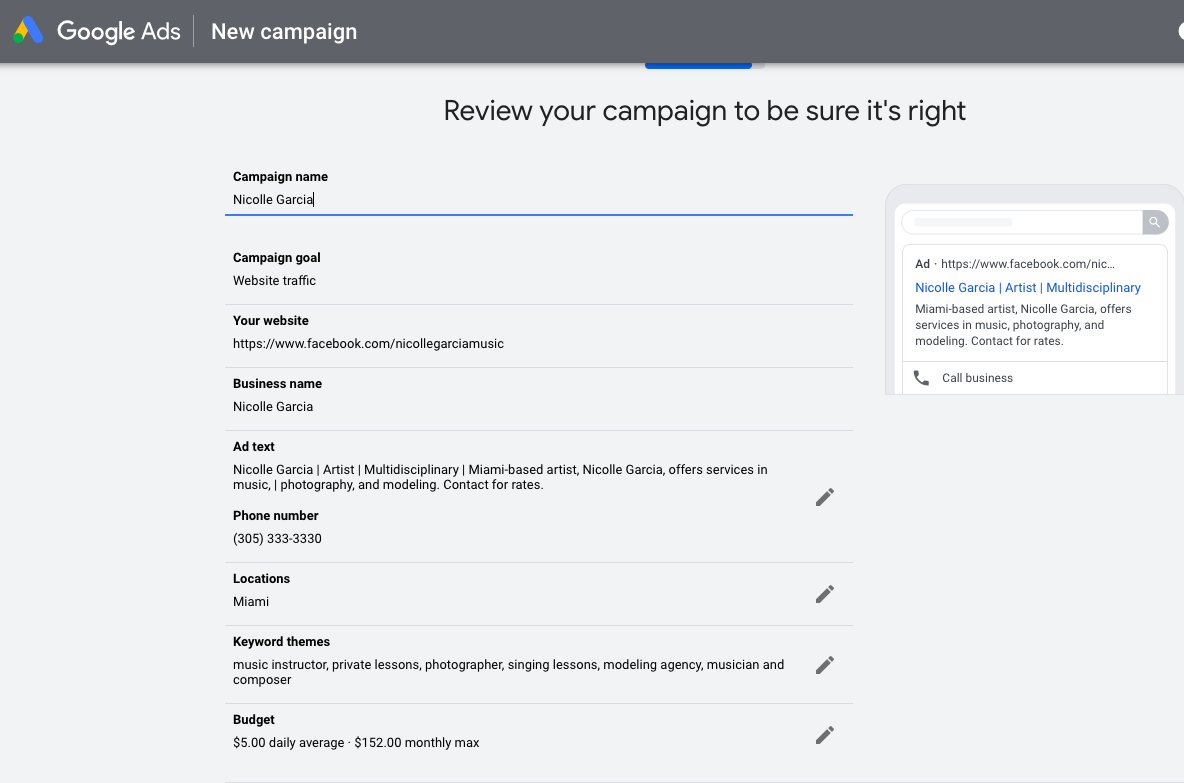 Google Ads New campaign
Review your campaign to be sure it's right
Campaign name
Nicolle Garcia
Campaign goal
Website traffic
Your website
https://www.facebook.com/nicollegarciamusic
Business name
Nicolle Garcia
Ad text
Nicolle Garcia | Artist | Multidisciplinary | Miami-based artist, Nicolle Garcia, offers services in
music, | photography, and modeling. Contact for rates.
Phone number
(305) 333-3330
Locations
Miami
Keyword themes
music instructor, private lessons, photographer, singing lessons, modeling agency, musician and
composer
Budget
$5.00 daily average · $152.00 monthly max
Ad · https://www.facebook.com/nic...
Nicolle Garcia | Artist | Multidisciplinary
Miami-based artist, Nicolle Garcia, offers
services in music, photography, and
modeling. Contact for rates.
Call business